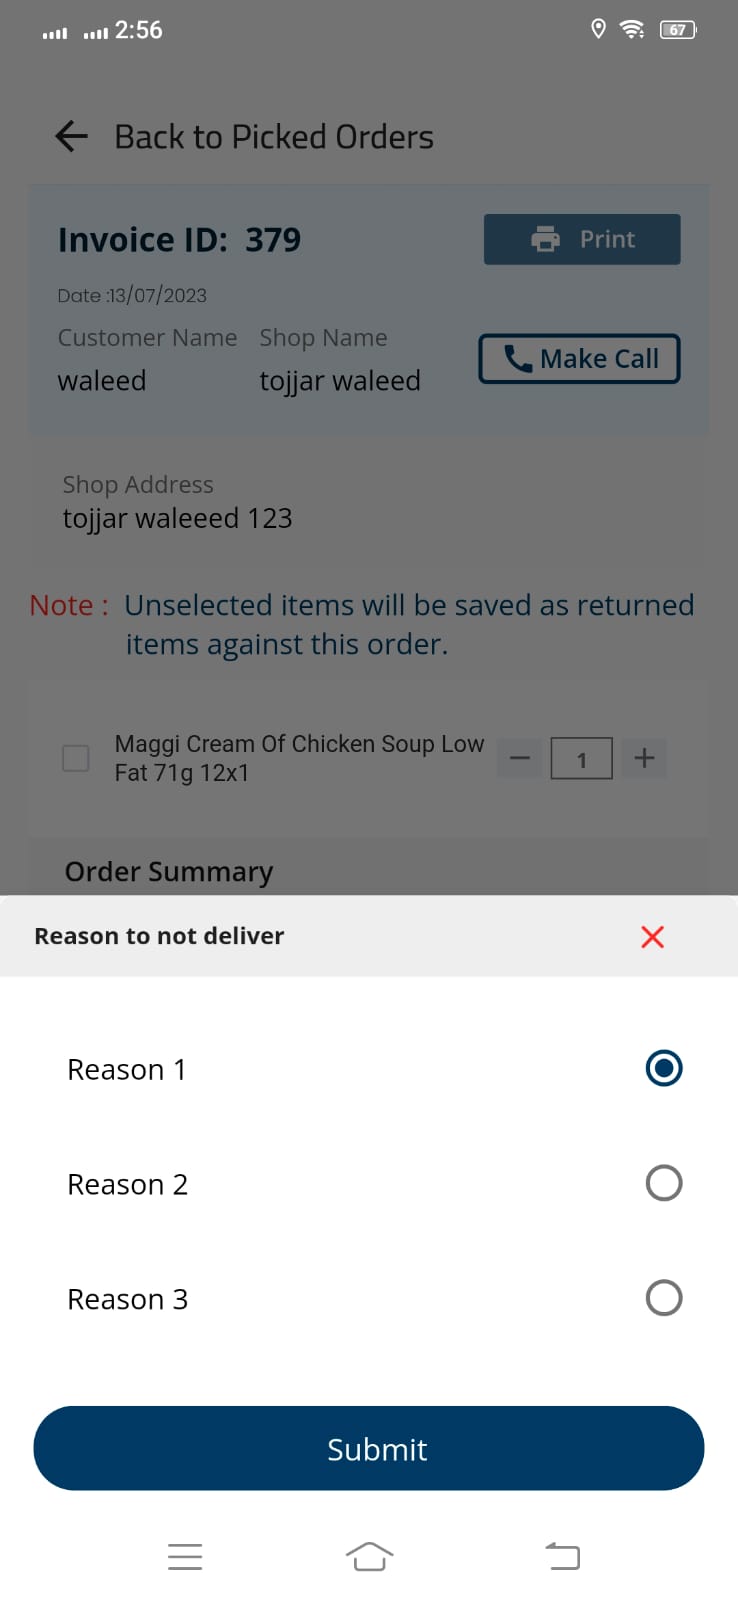 2:56
67
Back to Picked Orders
Invoice ID: 379
Print
Date :13/07/2023
Customer Name Shop Name
waleed tojjar waleed
Make Call
Shop Address
tojjar waleeed 123
Note : Unselected items will be saved as returned
items against this order.
Maggi Cream Of Chicken Soup Low
Fat 71g 12x1
1
Order Summary
Reason to not deliver
Reason 1
Reason 2
Reason 3
Submit